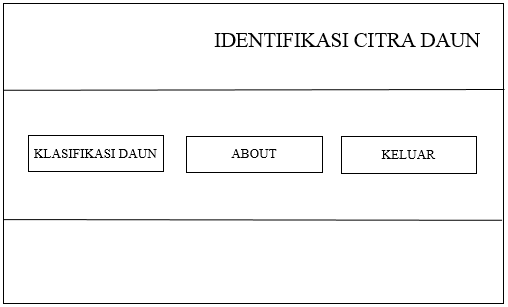 IDENTIFIKASI CITRA DAUN
KLASIFIKASI DAUN
ABOUT
KELUAR